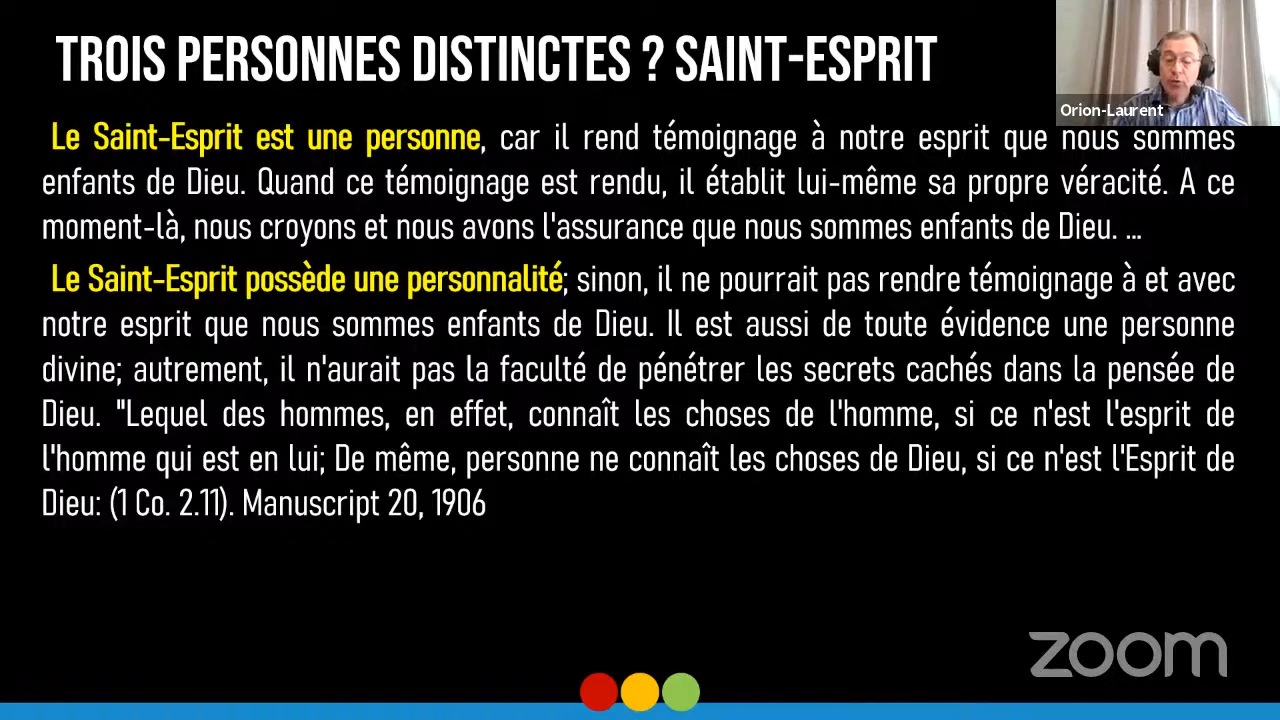 TROIS PERSONNES DISTINCTES ? SAINT-ESPRIT
Orion-Laurent
Le Saint-Esprit est une personne, car il rend témoignage à notre esprit que nous sommes
enfants de Dieu. Quand ce témoignage est rendu, il établit lui-même sa propre véracité. A ce
moment-là, nous croyons et nous avons l'assurance que nous sommes enfants de Dieu. ...
Le Saint-Esprit possède une personnalité; sinon, il ne pourrait pas rendre témoignage à et avec
notre esprit que nous sommes enfants de Dieu. Il est aussi de toute évidence une personne
divine; autrement, il n'aurait pas la faculté de pénétrer les secrets cachés dans la pensée de
Dieu. "Lequel des hommes, en effet, connaît les choses de l'homme, si ce n'est l'esprit de
l'homme qui est en lui; De même, personne ne connaît les choses de Dieu, si ce n'est l'Esprit de
Dieu: (1 Co. 2.11). Manuscript 20, 1906
zoom